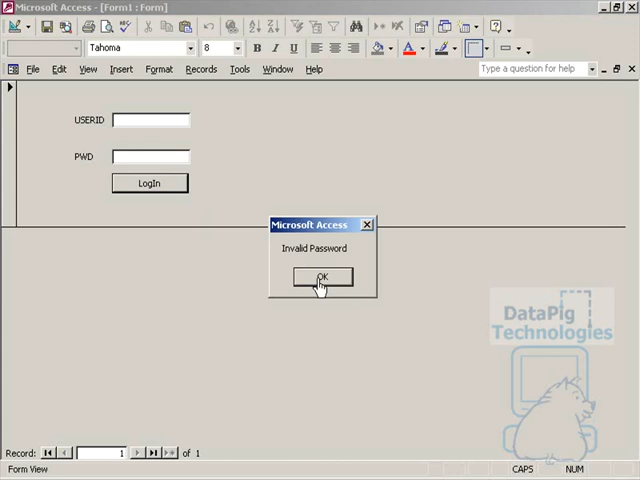 Microsoft Access - [Form1 : Form]
Tahoma 8 B I U A
File Edit View Insert Format Records Tools Window Help Type a question for help
USERID
PWD
LogIn
Microsoft Access
Invalid Password
OK
DataPig
Technologies
Record: 1 of 1
Form View CAPS NUM